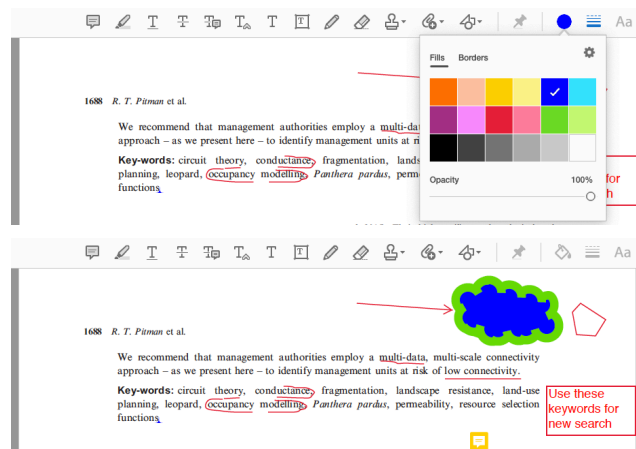 Aa
Fills Borders
1688 R. T. Pitman et al.
We recommend that management authorities employ a multi-dat
approach – as we present here – to identify management units at ri
Key-words: circuit theory, conductance, fragmentation, lands
planning, leopard, occupancy modelling, Panthera pardus, perme
functions.
Opacity 100%
for
h
Aa
1688 R. T. Pitman et al.
We recommend that management authorities employ a multi-data, multi-scale connectivity
approach – as we present here – to identify management units at risk of low connectivity.
Key-words: circuit theory, conductance, fragmentation, landscape resistance, land-use
planning, leopard, occupancy modelling, Panthera pardus, permeability, resource selection
functions.
Use these
keywords for
new search